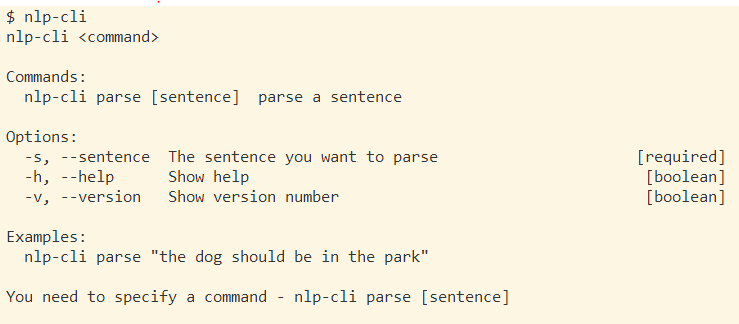 $ nlp-cli
nlp-cli <command>
Commands:
nlp-cli parse [sentence]  parse a sentence
Options:
-s, --sentence  The sentence you want to parse  [required]
-h, --help  Show help  [boolean]
-v, --version  Show version number  [boolean]
Examples:
nlp-cli parse "the dog should be in the park"
You need to specify a command - nlp-cli parse [sentence]